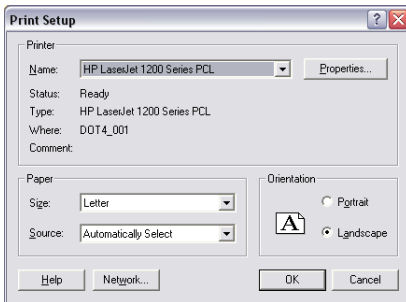 Print Setup
Printer
Name: HP LaserJet 1200 Series PCL Properties...
Status: Ready
Type: HP LaserJet 1200 Series PCL
Where: DOT4_001
Comment:
Paper
Size: Letter
Source: Automatically Select
Orientation
A
Portrait
Landscape
Help Network... OK Cancel